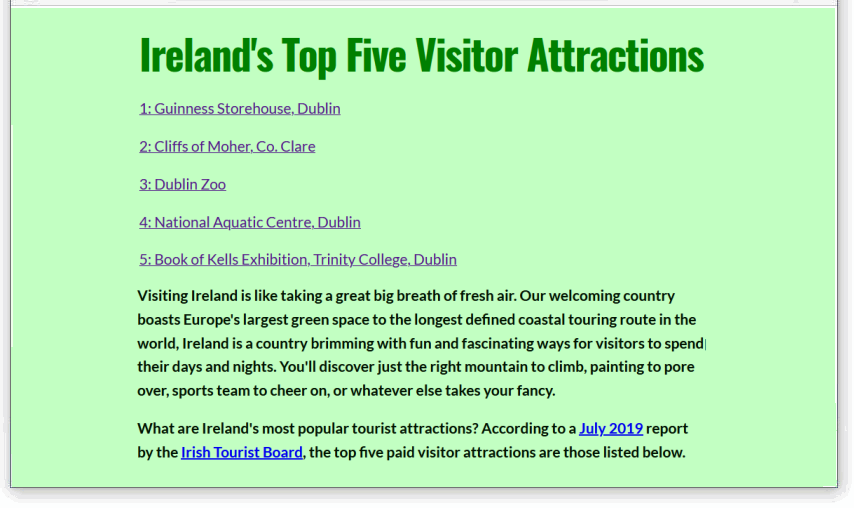 Ireland's Top Five Visitor Attractions
1: Guinness Storehouse, Dublin
2: Cliffs of Moher, Co. Clare
3: Dublin Zoo
4: National Aquatic Centre, Dublin
5: Book of Kells Exhibition, Trinity College, Dublin
Visiting Ireland is like taking a great big breath of fresh air. Our welcoming country
boasts Europe's largest green space to the longest defined coastal touring route in the
world, Ireland is a country brimming with fun and fascinating ways for visitors to spend
their days and nights. You'll discover just the right mountain to climb, painting to pore
over, sports team to cheer on, or whatever else takes your fancy.
What are Ireland's most popular tourist attractions? According to a July 2019 report
by the Irish Tourist Board, the top five paid visitor attractions are those listed below.